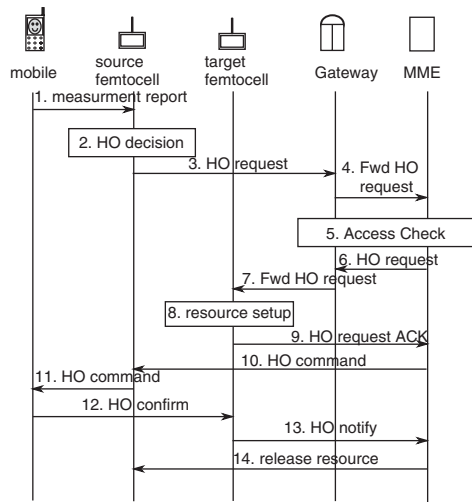 mobile
source
femtocell
target
femtocell
Gateway
MME
1. measurment report
2. HO decision
3. HO request
4. Fwd HO
request
5. Access Check
6. HO request
7. Fwd HO request
8. resource setup
9. HO request ACK
10. HO command
11. HO command
12. HO confirm
13. HO notify
14. release resource